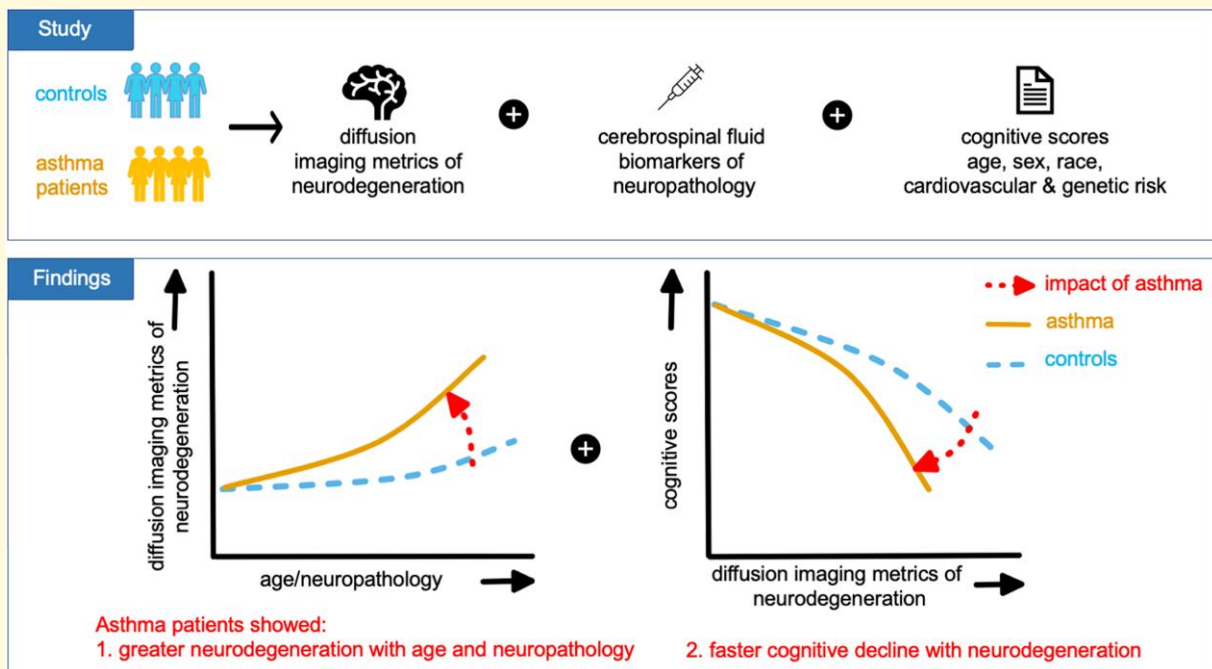 Study
controls
asthma
patients
diffusion
imaging metrics of
neurodegeneration
cerebrospinal fluid
biomarkers of
neuropathology
cognitive scores
age, sex, race,
cardiovascular & genetic risk
Findings
diffusion imaging metrics of
neurodegeneration
age/neuropathology
cognitive scores
diffusion imaging metrics of
neurodegeneration
impact of asthma
asthma
controls
Asthma patients showed:
1. greater neurodegeneration with age and neuropathology
2. faster cognitive decline with neurodegeneration